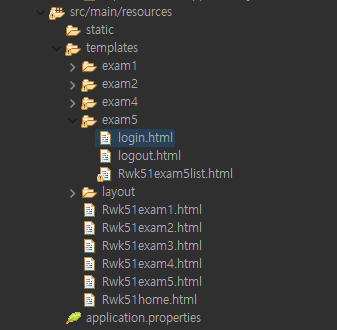 src/main/resources
static
templates
exam1
exam2
exam4
exam5
login.html
logout.html
Rwk51exam5list.html
layout
Rwk51exam1.html
Rwk51exam2.html
Rwk51exam3.html
Rwk51exam4.html
Rwk51exam5.html
Rwk51home.html
application.properties